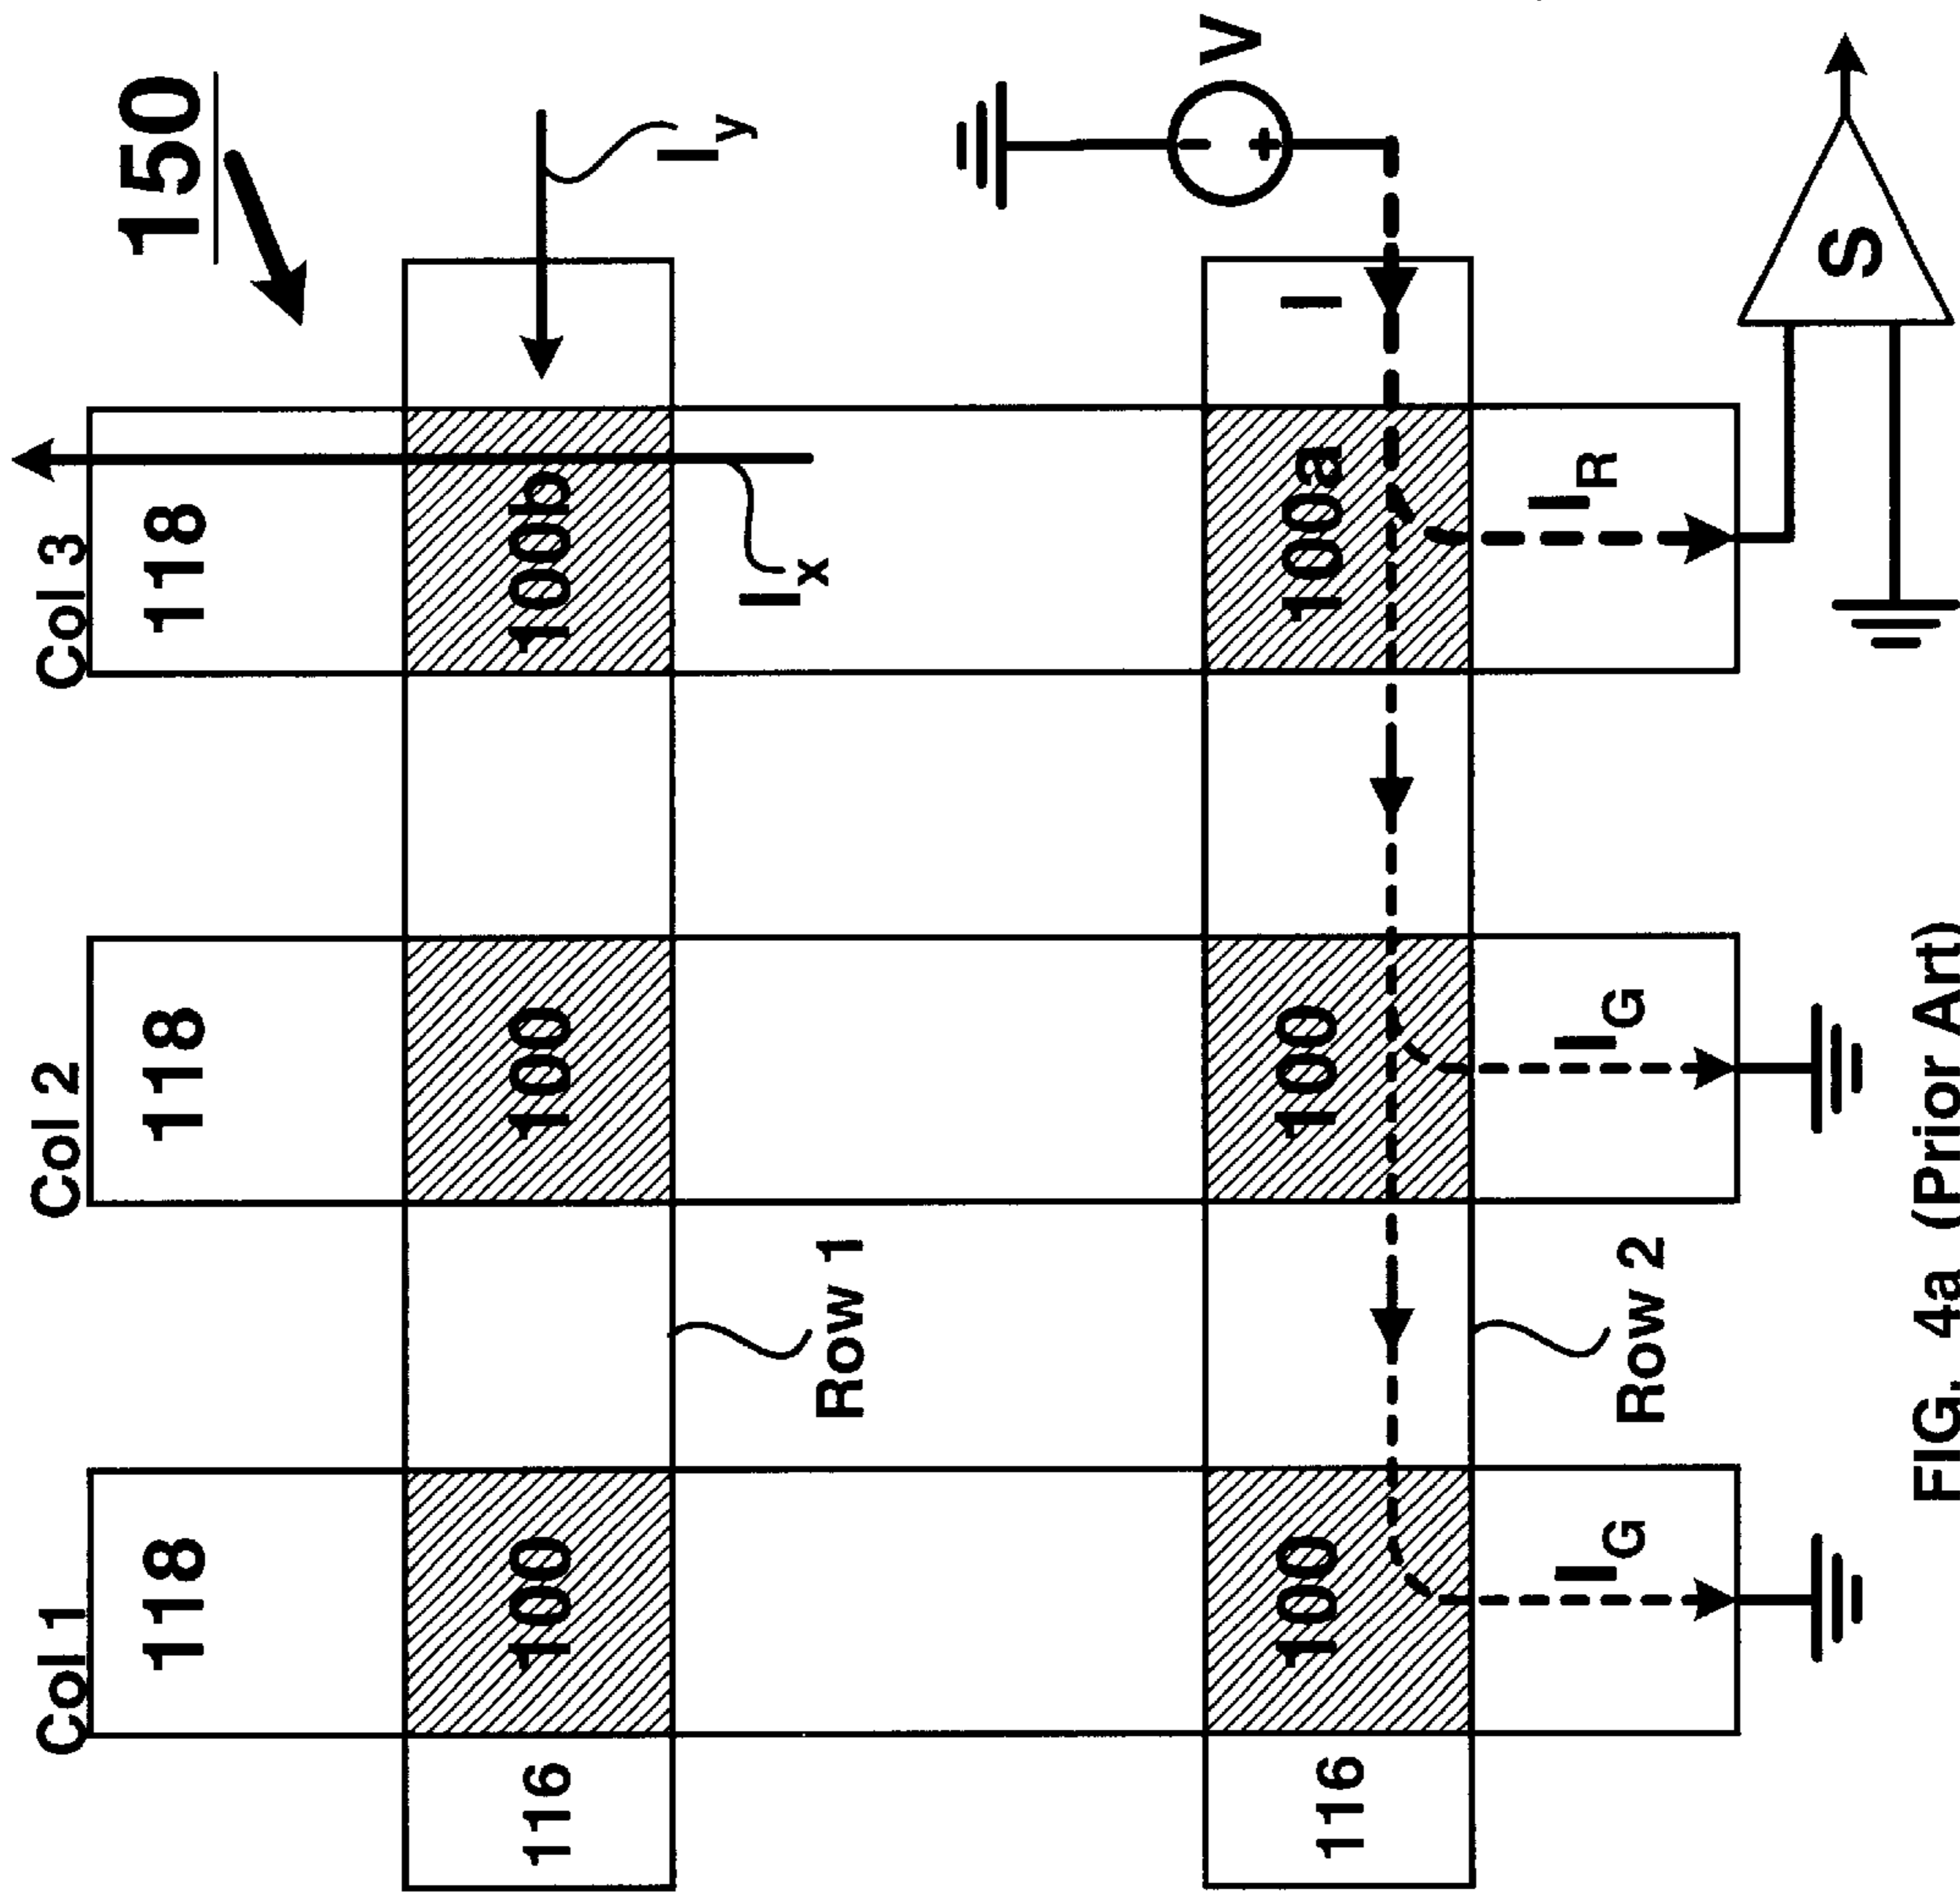 Col 1
Col 2
Col 3
150
118
118
118
116
100
100
100b
Iy
Ix
Row 1
V
- +
116
100
100
100a
I
IG
IG
IR
Row 2
S
FIG. 4a (Prior Art)